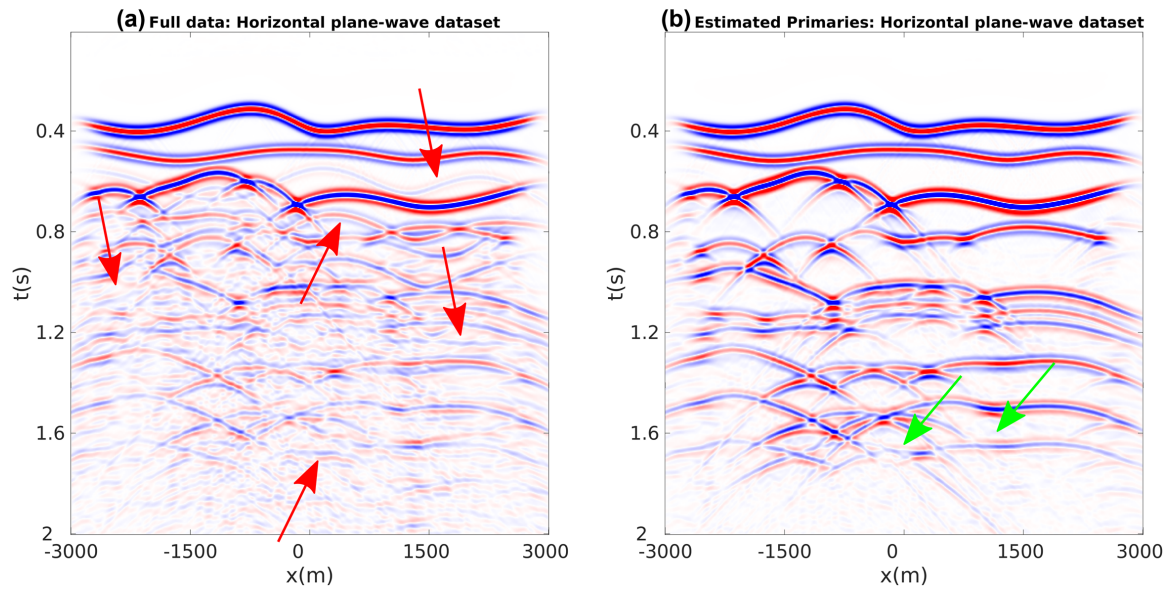 (a) Full data: Horizontal plane-wave dataset
t(s)
0.4
0.8
1.2
1.6
2
-3000 -1500 0 1500 3000
x(m)
(b) Estimated Primaries: Horizontal plane-wave dataset
t(s)
0.4
0.8
1.2
1.6
2
-3000 -1500 0 1500 3000
x(m)